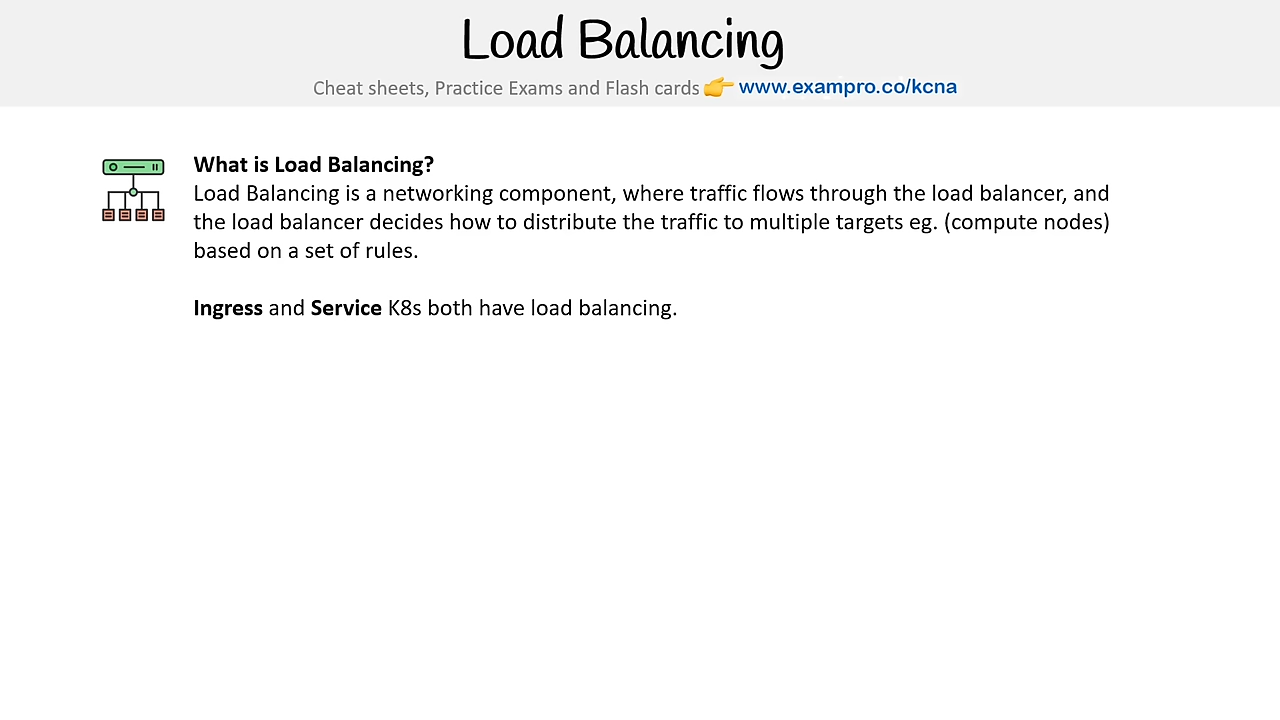 Load Balancing
Cheat sheets, Practice Exams and Flash cards 👉 www.exampro.co/kcna
What is Load Balancing?
Load Balancing is a networking component, where traffic flows through the load balancer, and
the load balancer decides how to distribute the traffic to multiple targets eg. (compute nodes)
based on a set of rules.
Ingress and Service K8s both have load balancing.